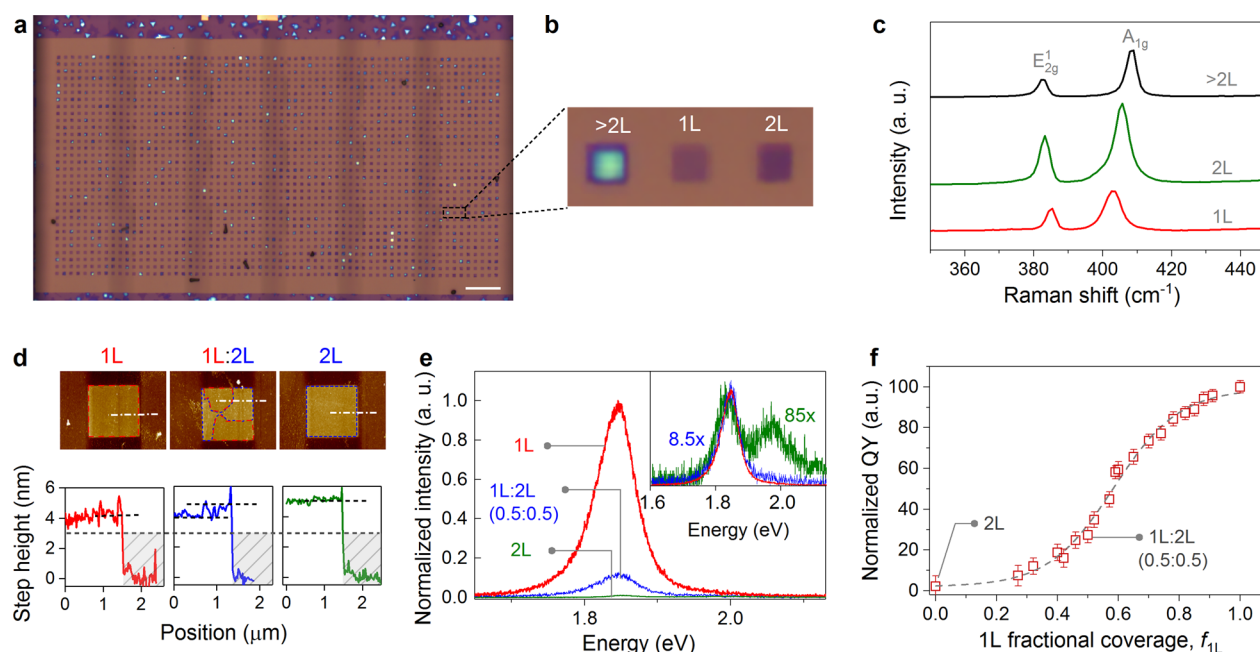 a
b
>2L 1L 2L
c
E¹₂g
A₁g
>2L
2L
1L
Intensity (a. u.)
360 380 400 420 440
Raman shift (cm⁻¹)
d
1L 1L:2L 2L
6
4
2
0
Step height (nm)
0 2 0 2 0 2
Position (μm)
e
1.0
0.8
0.6
0.4
0.2
0.0
Normalized intensity (a. u.)
1L
1L:2L
(0.5:0.5)
2L
8.5x
85x
1.6 1.8 2.0
Energy (eV)
1.8 2.0
Energy (eV)
f
100
80
60
40
20
0
Normalized QY (a.u.)
2L
1L:2L
(0.5:0.5)
0.0 0.2 0.4 0.6 0.8 1.0
1L fractional coverage, f₁L